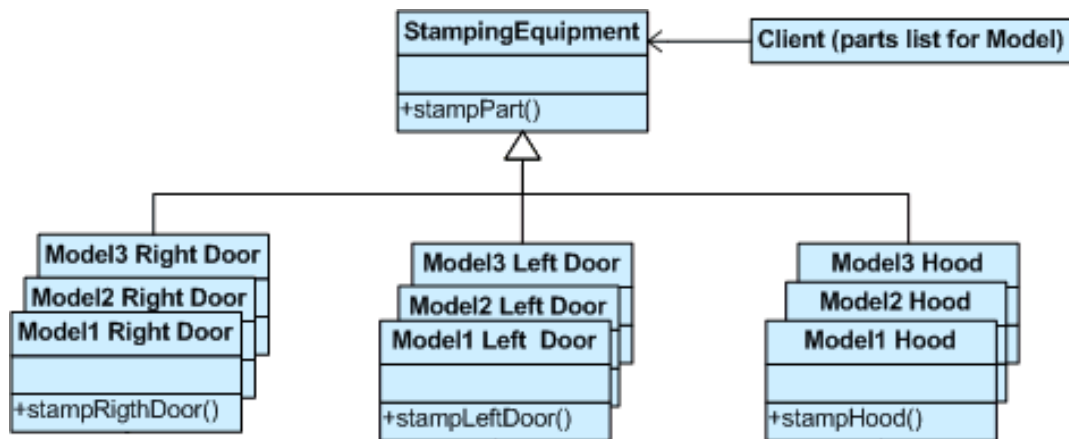 StampingEquipment
Client (parts list for Model)
+stampPart()
Model3 Right Door
Model2 Right Door
Model1 Right Door
+stampRigthDoor()
Model3 Left Door
Model2 Left Door
Model1 Left Door
+stampLeftDoor()
Model3 Hood
Model2 Hood
Model1 Hood
+stampHood()